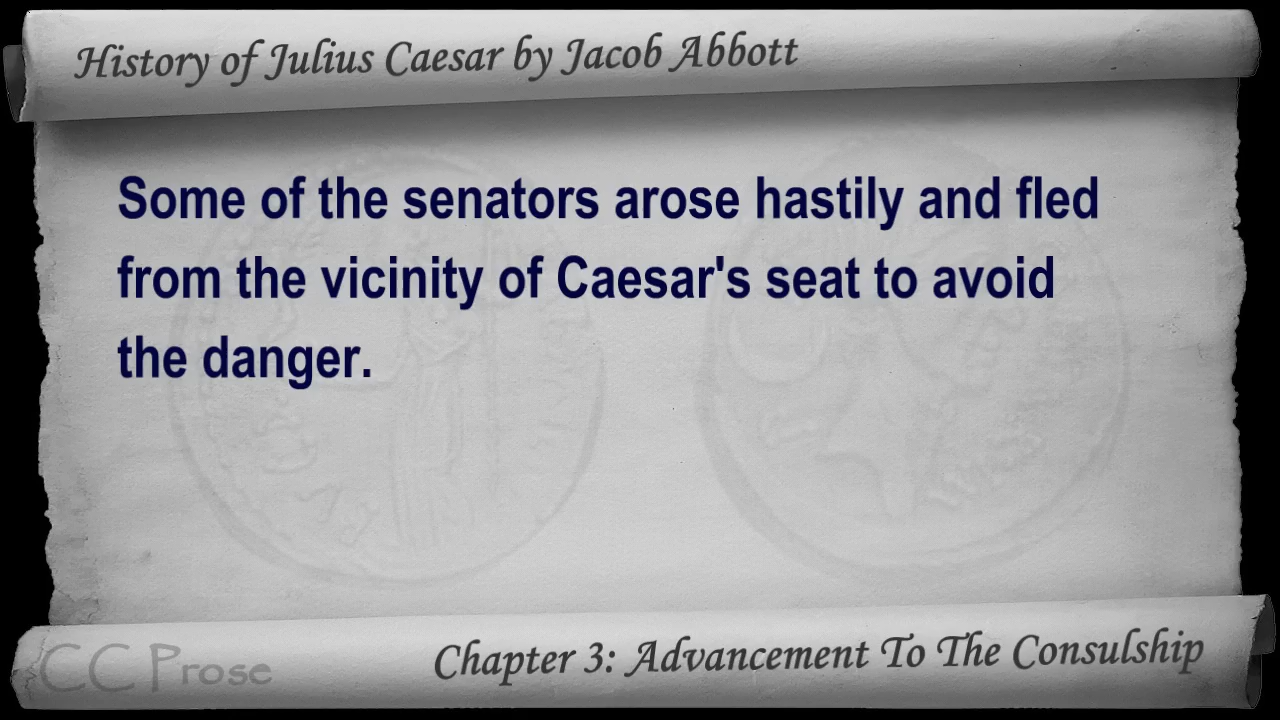 History of Julius Caesar by Jacob Abbott
Some of the senators arose hastily and fled
from the vicinity of Caesar's seat to avoid
the danger.
CC Prose
Chapter 3: Advancement To The Consulship